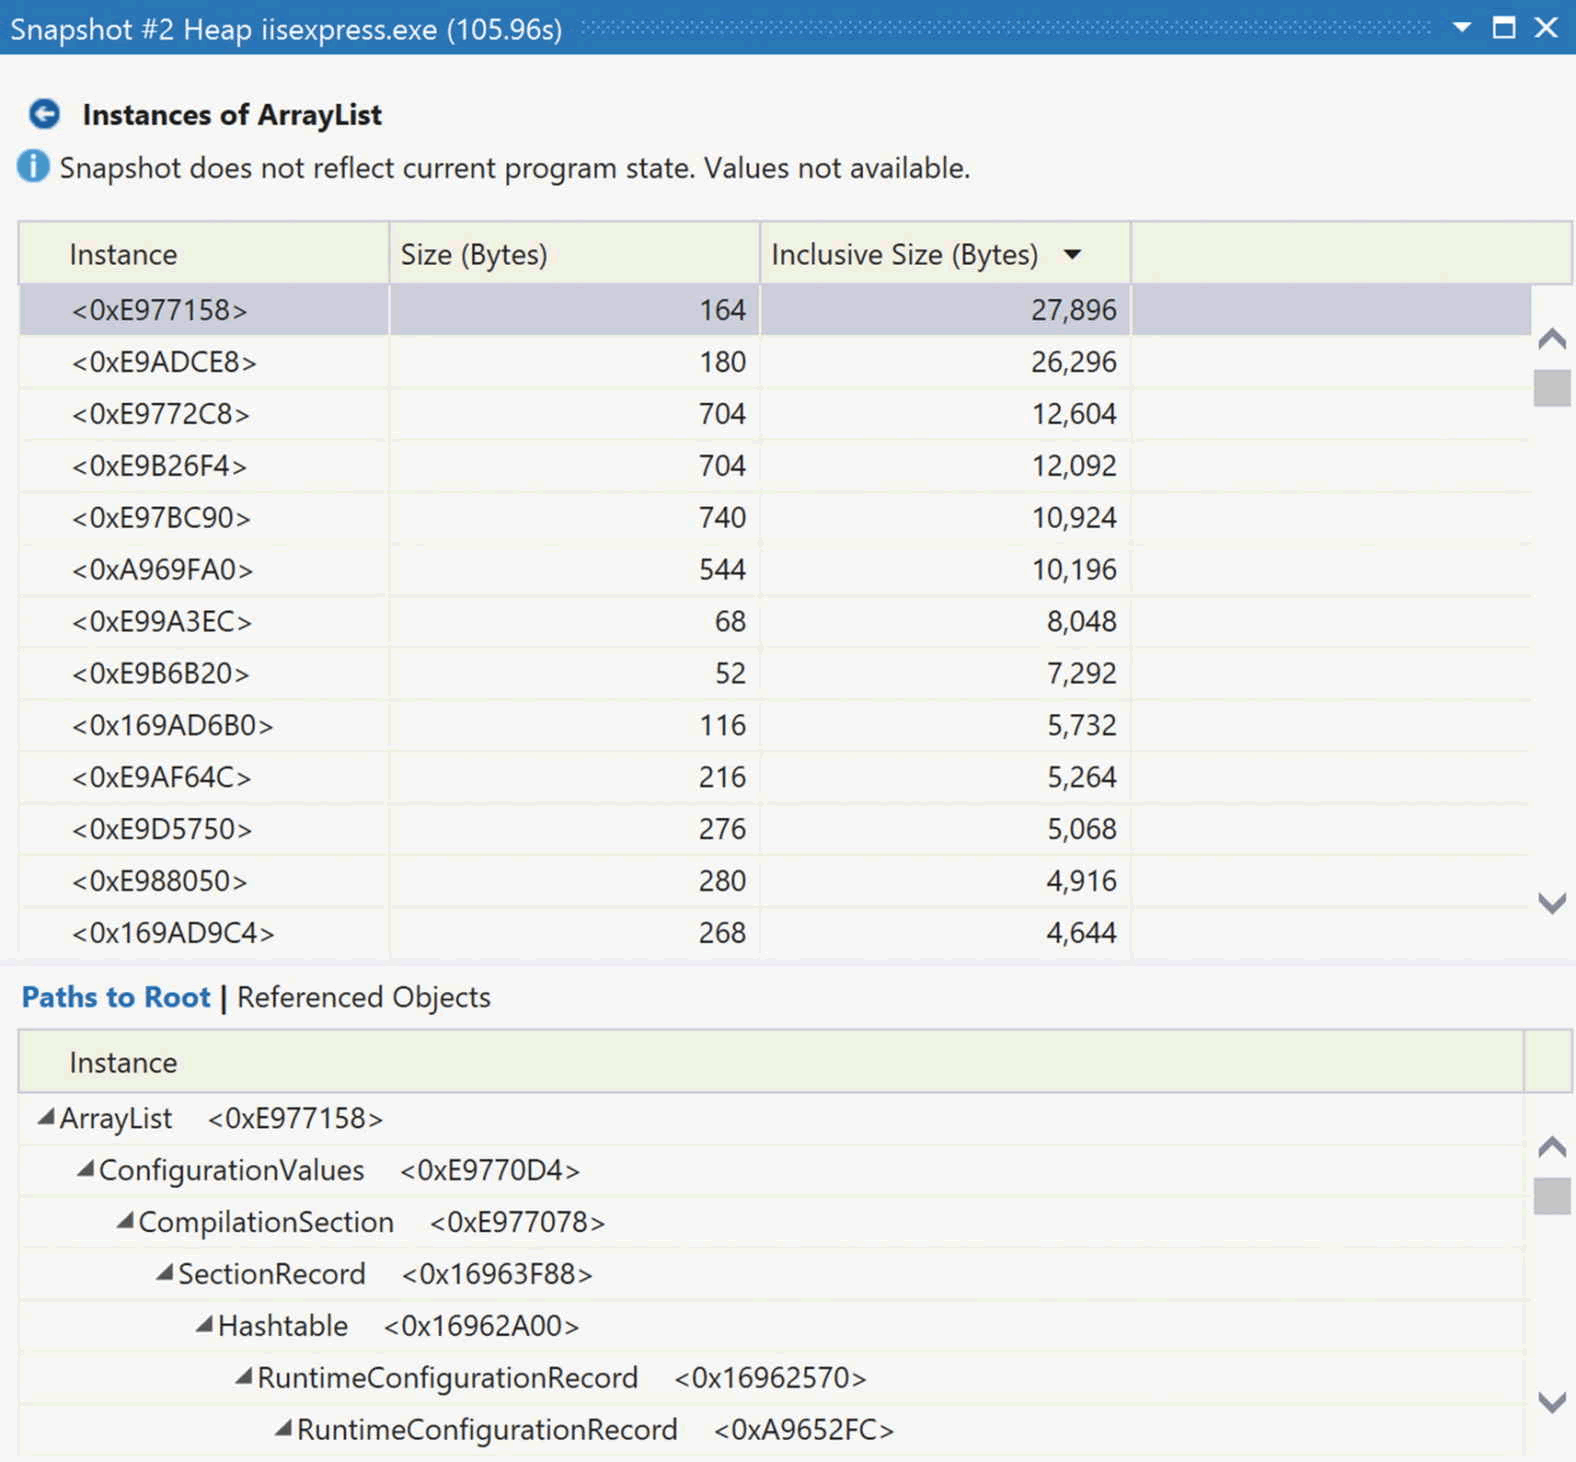 Snapshot #2 Heap iisexpress.exe (105.96s)
Instances of ArrayList
Snapshot does not reflect current program state. Values not available.
Instance Size (Bytes) Inclusive Size (Bytes)
<0xE977158> 164 27,896
<0xE9ADCE8> 180 26,296
<0xE9772C8> 704 12,604
<0xE9B26F4> 704 12,092
<0xE97BC90> 740 10,924
<0xA969FA0> 544 10,196
<0xE99A3EC> 68 8,048
<0xE9B6B20> 52 7,292
<0x169AD6B0> 116 5,732
<0xE9AF64C> 216 5,264
<0xE9D5750> 276 5,068
<0xE988050> 280 4,916
<0x169AD9C4> 268 4,644
Paths to Root | Referenced Objects
Instance
ArrayList <0xE977158>
ConfigurationValues <0xE9770D4>
CompilationSection <0xE977078>
SectionRecord <0x16963F88>
Hashtable <0x16962A00>
RuntimeConfigurationRecord <0x16962570>
RuntimeConfigurationRecord <0xA9652FC>